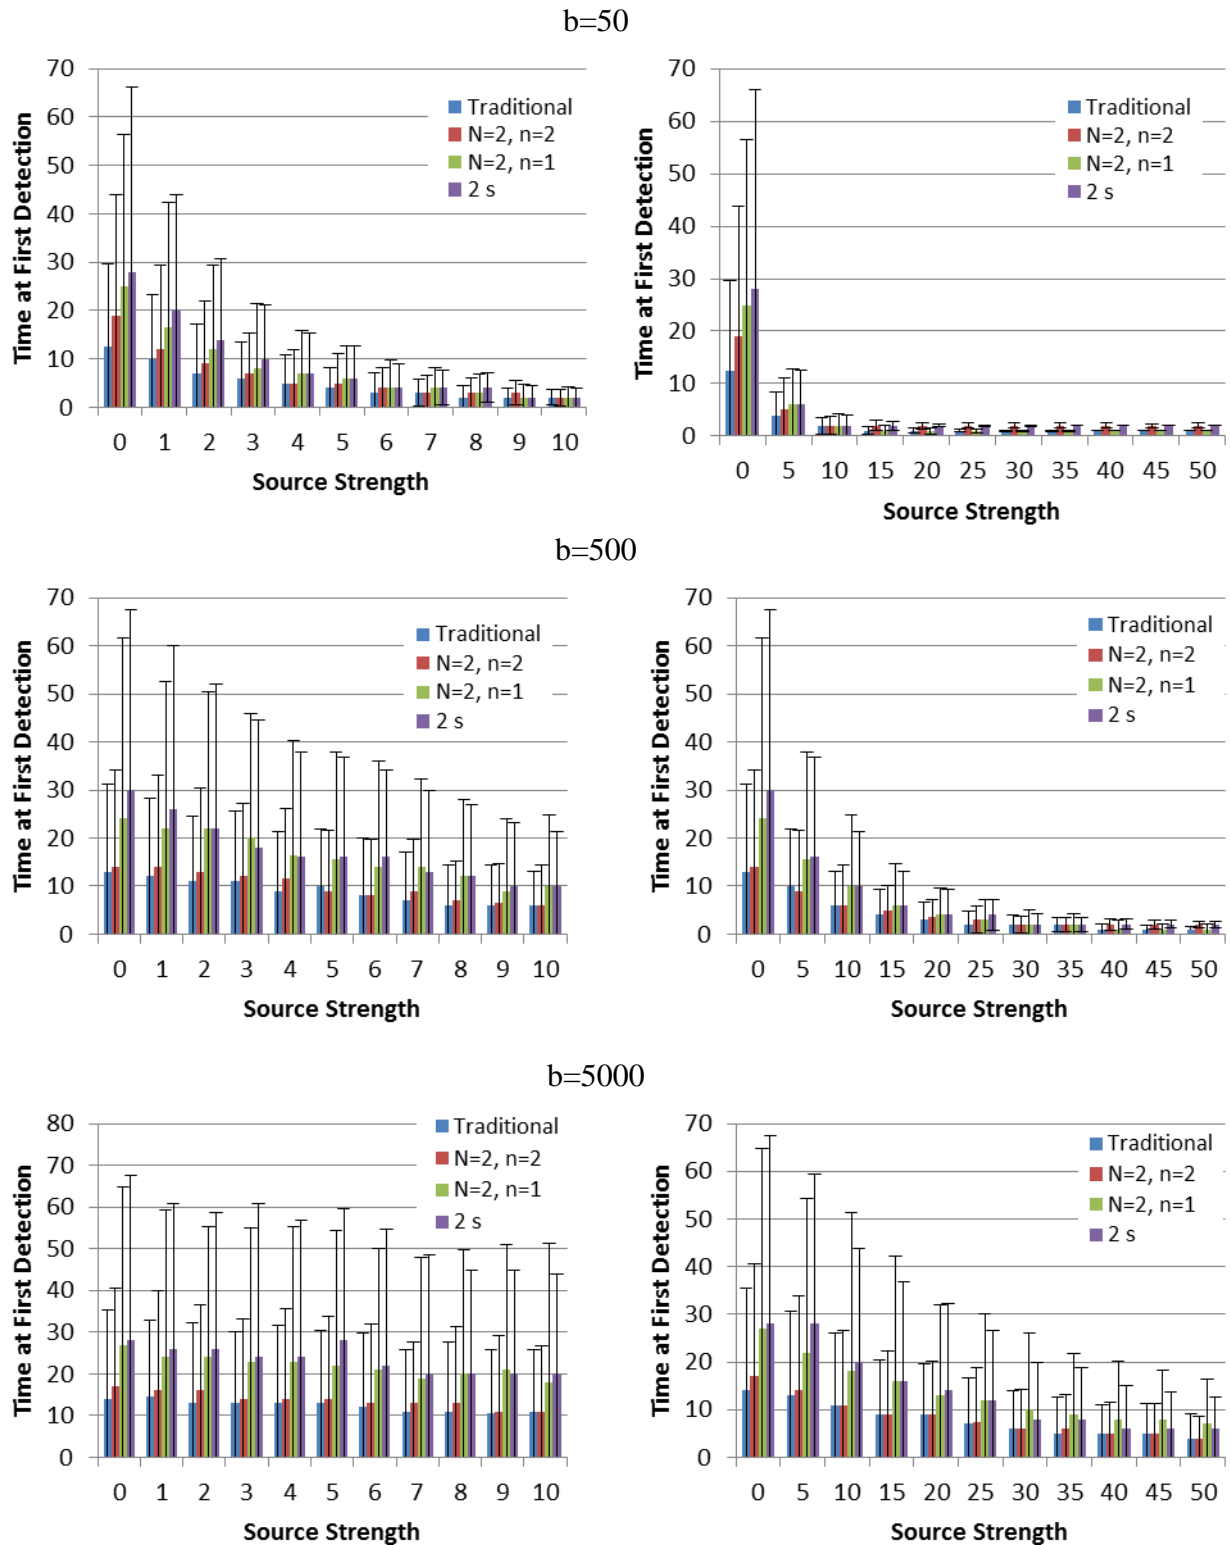 b=50
70
60
50
40
30
20
10
0
Time at First Detection
Traditional
N=2, n=2
N=2, n=1
2 s
0 1 2 3 4 5 6 7 8 9 10
Source Strength
70
60
50
40
30
20
10
0
Time at First Detection
Traditional
N=2, n=2
N=2, n=1
2 s
0 5 10 15 20 25 30 35 40 45 50
Source Strength
b=500
70
60
50
40
30
20
10
0
Time at First Detection
Traditional
N=2, n=2
N=2, n=1
2 s
0 1 2 3 4 5 6 7 8 9 10
Source Strength
70
60
50
40
30
20
10
0
Time at First Detection
Traditional
N=2, n=2
N=2, n=1
2 s
0 5 10 15 20 25 30 35 40 45 50
Source Strength
b=5000
80
70
60
50
40
30
20
10
0
Time at First Detection
Traditional
N=2, n=2
N=2, n=1
2 s
0 1 2 3 4 5 6 7 8 9 10
Source Strength
70
60
50
40
30
20
10
0
Time at First Detection
Traditional
N=2, n=2
N=2, n=1
2 s
0 5 10 15 20 25 30 35 40 45 50
Source Strength